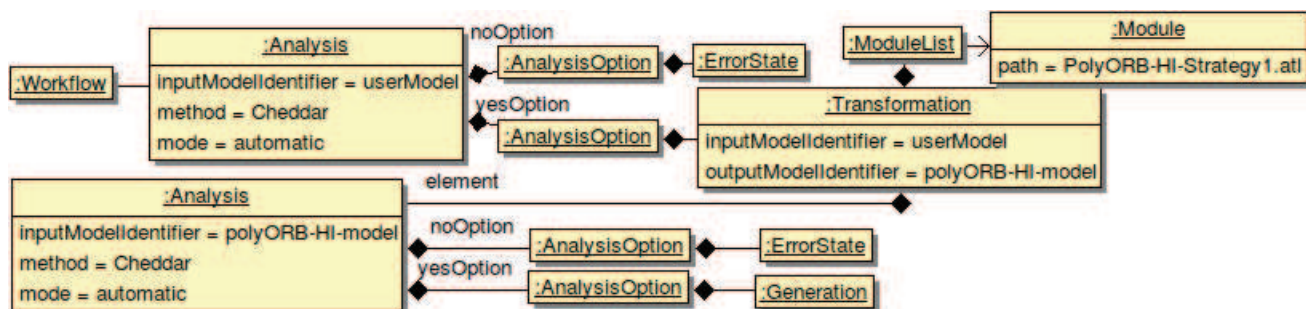 :Workflow
:Analysis
inputModelIdentifier = userModel
method = Cheddar
mode = automatic
noOption
:AnalysisOption
:ErrorState
yesOption
:AnalysisOption
:ModuleList
:Module
path = PolyORB-HI-Strategy1.atl
:Transformation
inputModelIdentifier = userModel
outputModelIdentifier = polyORB-HI-model
element
:Analysis
inputModelIdentifier = polyORB-HI-model
method = Cheddar
mode = automatic
noOption
:AnalysisOption
:ErrorState
yesOption
:AnalysisOption
:Generation